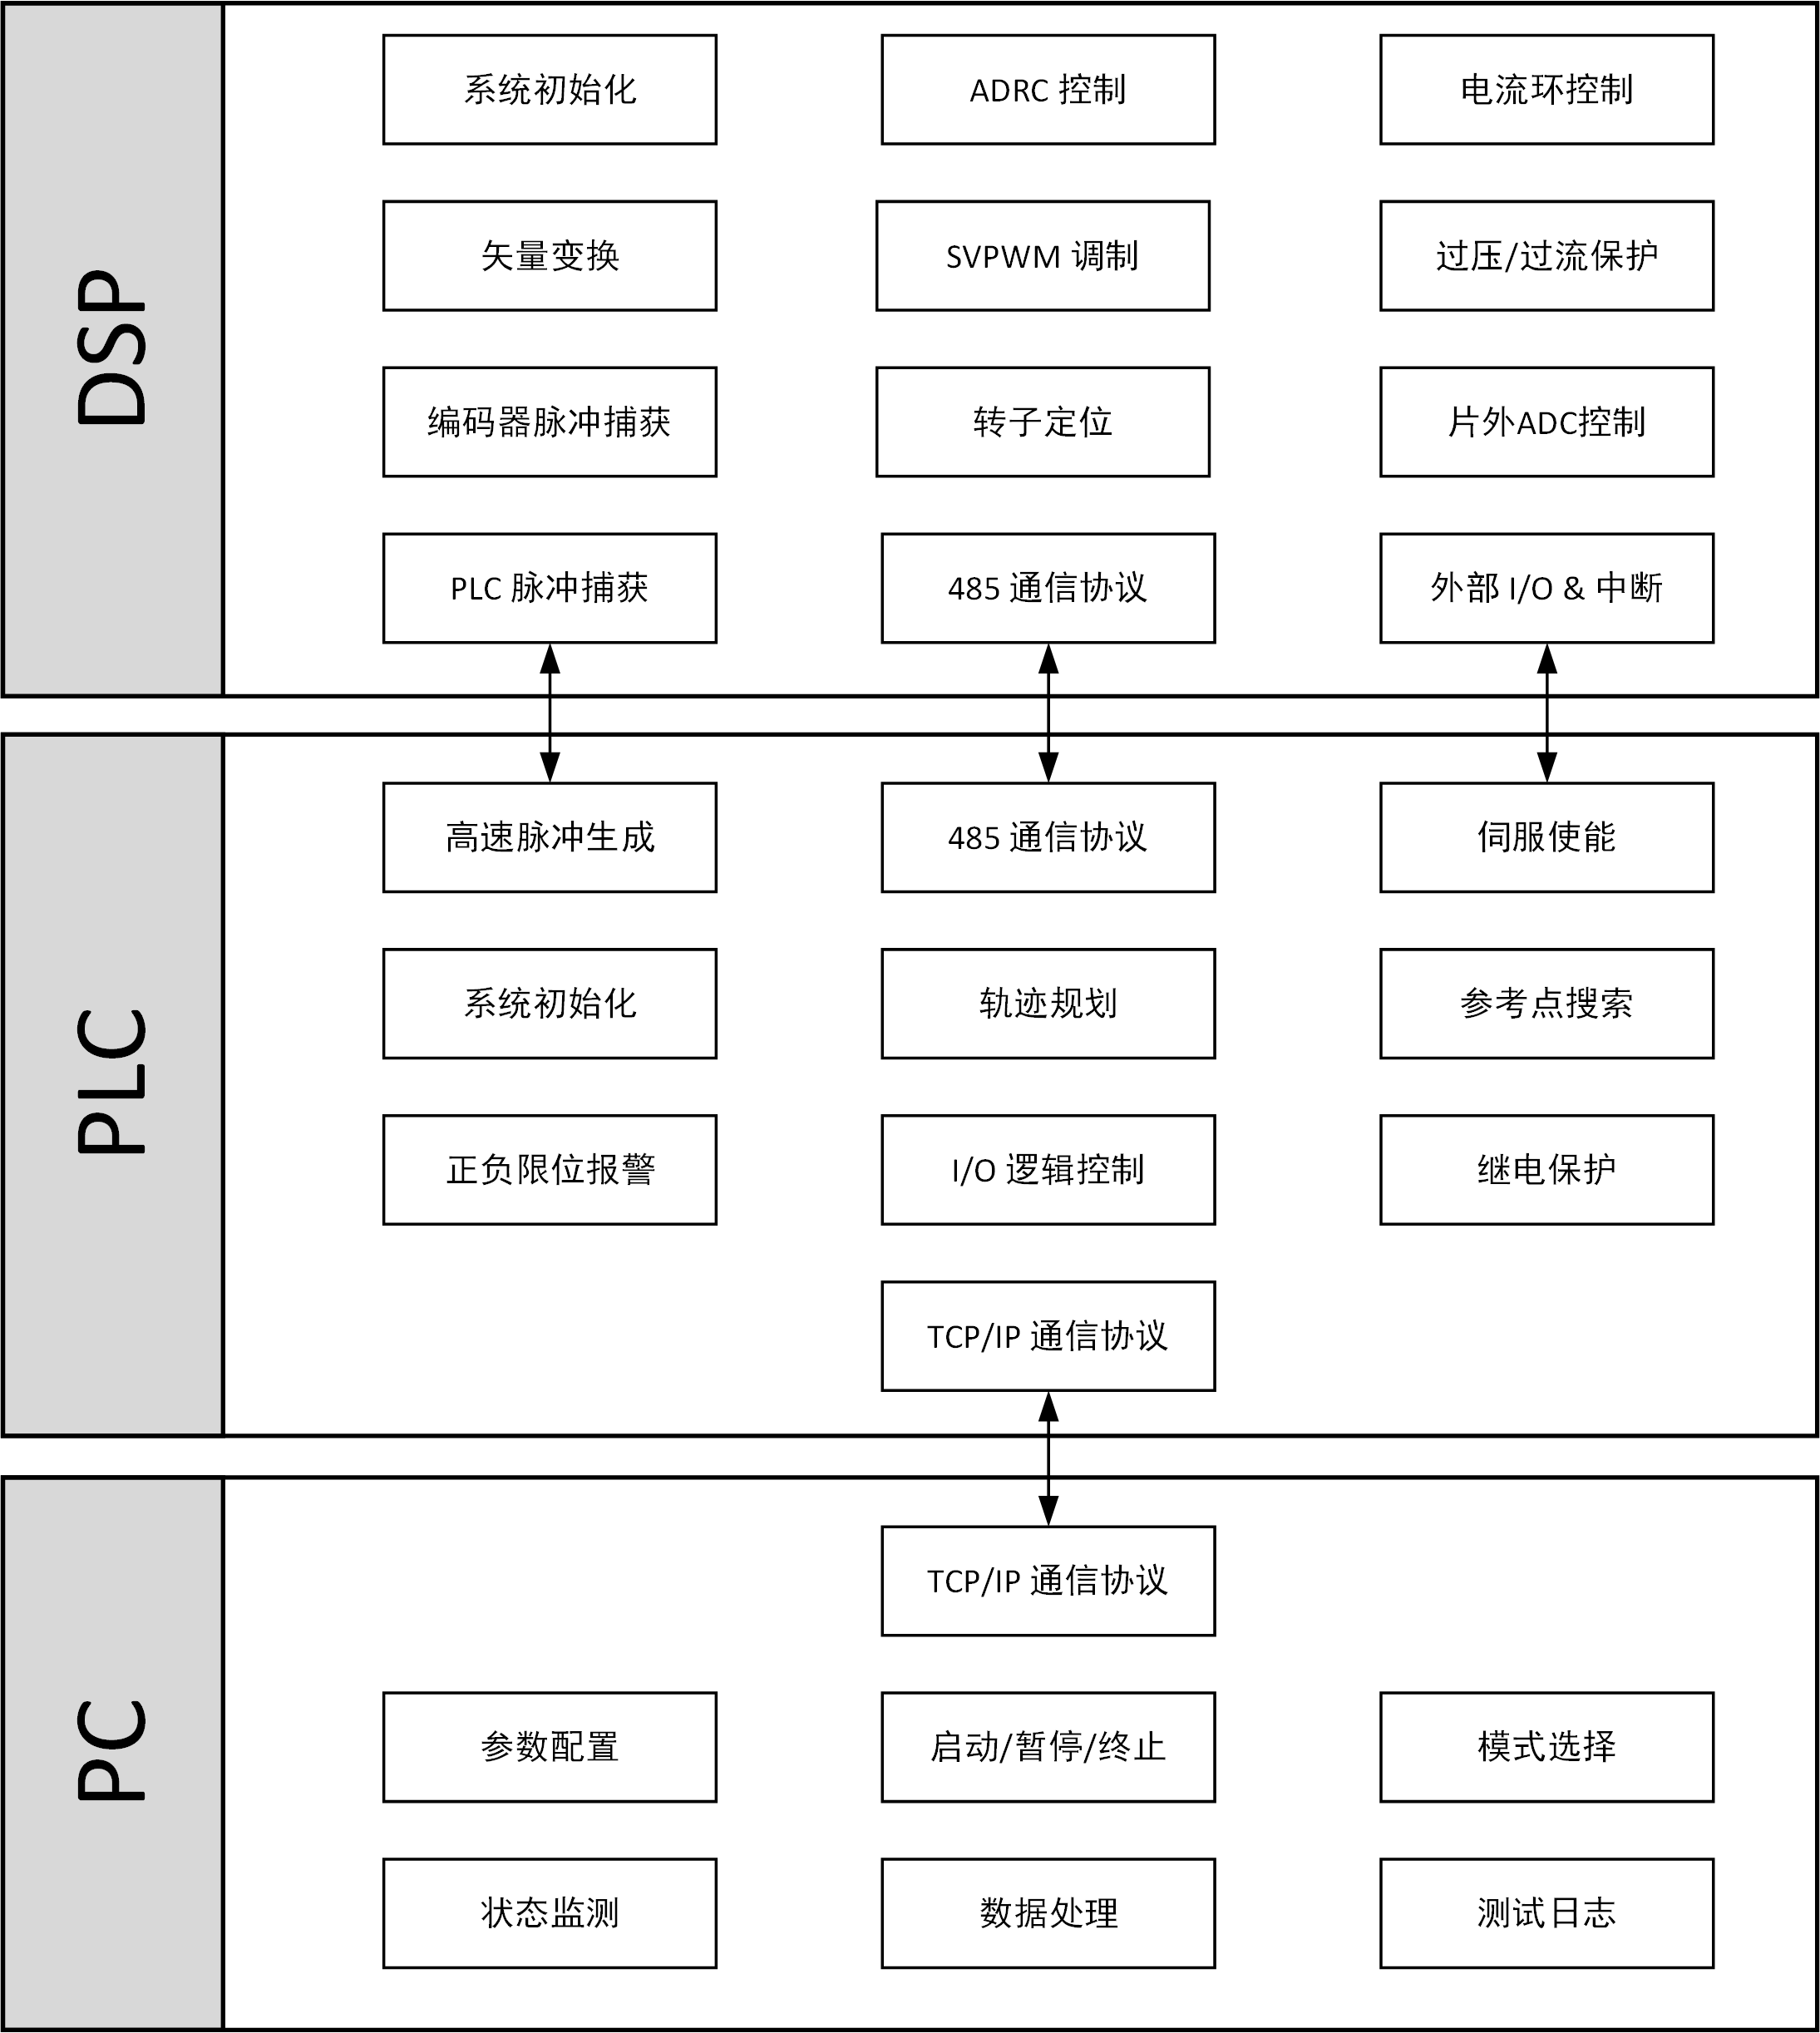 DSP
系统初始化
ADRC 控制
电流环控制
矢量变换
SVPWM 调制
过压/过流保护
编码器脉冲捕获
转子定位
片外ADC控制
PLC 脉冲捕获
485 通信协议
外部 I/O & 中断
PLC
高速脉冲生成
485 通信协议
伺服使能
系统初始化
轨迹规划
参考点搜索
正负限位报警
I/O 逻辑控制
继电保护
TCP/IP 通信协议
PC
TCP/IP 通信协议
参数配置
启动/暂停/终止
模式选择
状态监测
数据处理
测试日志